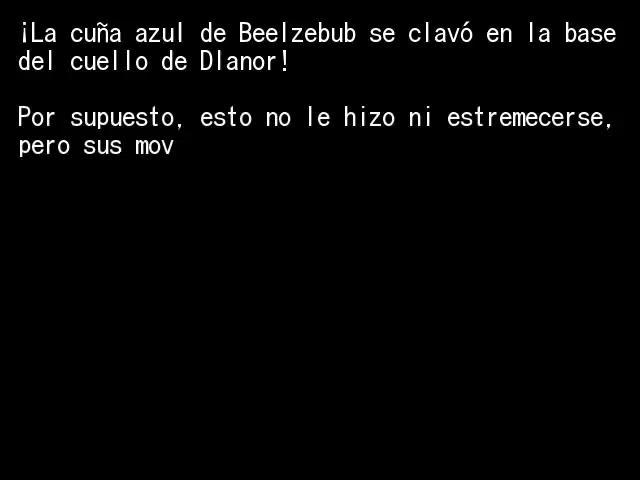 ¡La cuña azul de Beelzebub se clavó en la base
del cuello de Dlanor!
Por supuesto, esto no le hizo ni estremecerse,
pero sus mov